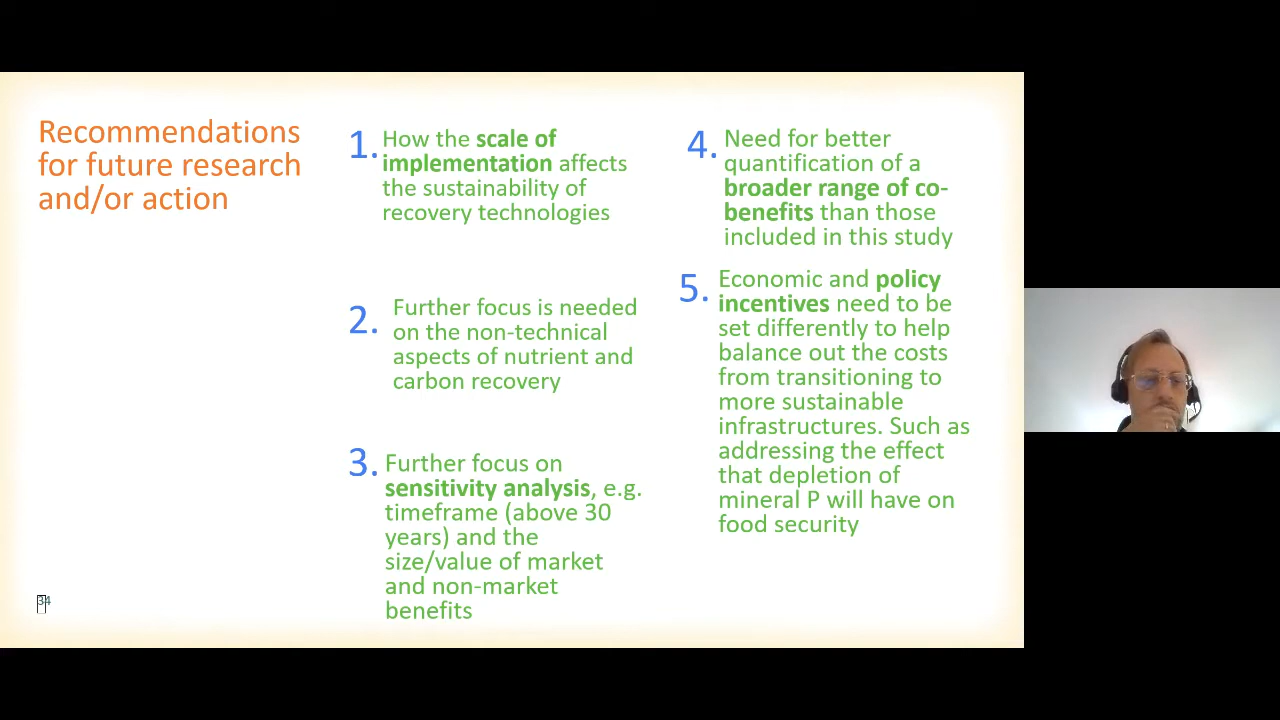 Recommendations
for future research
and/or action
1.
How the scale of
implementation affects
the sustainability of
recovery technologies
2.
Further focus is needed
on the non-technical
aspects of nutrient and
carbon recovery
3.
Further focus on
sensitivity analysis, e.g.
timeframe (above 30
years) and the
size/value of market
and non-market
benefits
4.
Need for better
quantification of a
broader range of co-
benefits than those
included in this study
5.
Economic and policy
incentives need to be
set differently to help
balance out the costs
from transitioning to
more sustainable
infrastructures. Such as
addressing the effect
that depletion of
mineral P will have on
food security
34